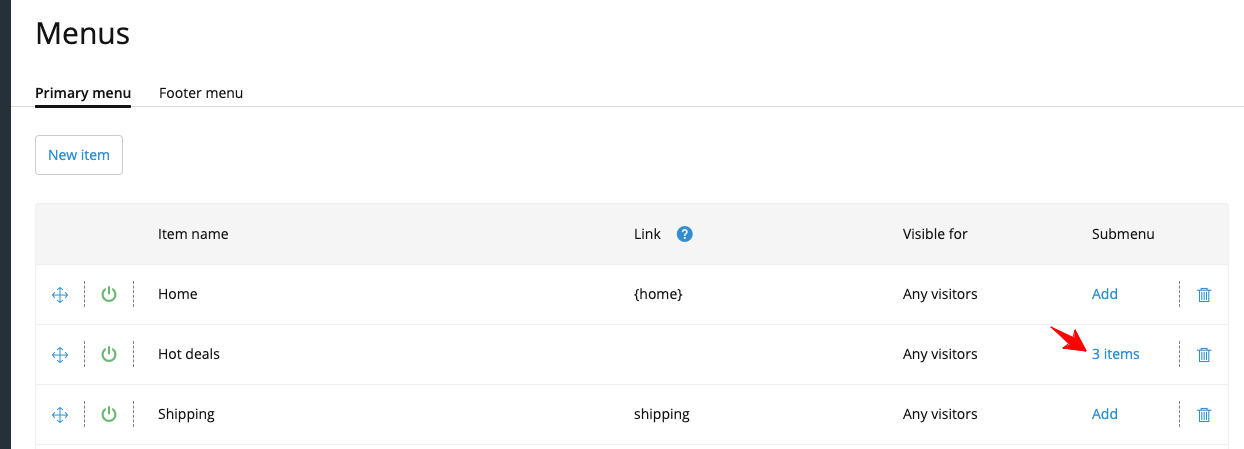 Menus
Primary menu Footer menu
New item
Item name Link ? Visible for Submenu
Home {home} Any visitors Add
Hot deals Any visitors 3 items
Shipping shipping Any visitors Add